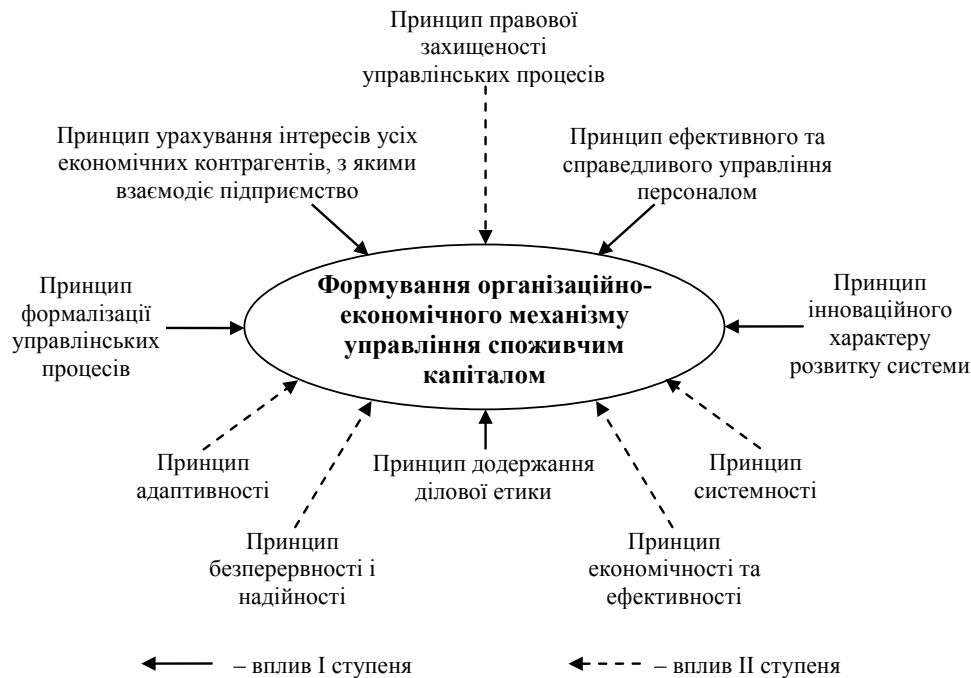 Принцип правової
захищеності
управлінських процесів
Принцип урахування інтересів усіх
економічних контрагентів, з якими
взаємодіє підприємство
Принцип ефективного та
справедливого управління
персоналом
Принцип
формалізації
управлінських
процесів
Формування організаційно-
економічного механізму
управління споживчим
капіталом
Принцип
інноваційного
характеру
розвитку системи
Принцип
адаптивності
Принцип додержання
ділової етики
Принцип
системності
Принцип
безперервності і
надійності
Принцип
економічності та
ефективності
– вплив І ступеня
– вплив ІІ ступеня